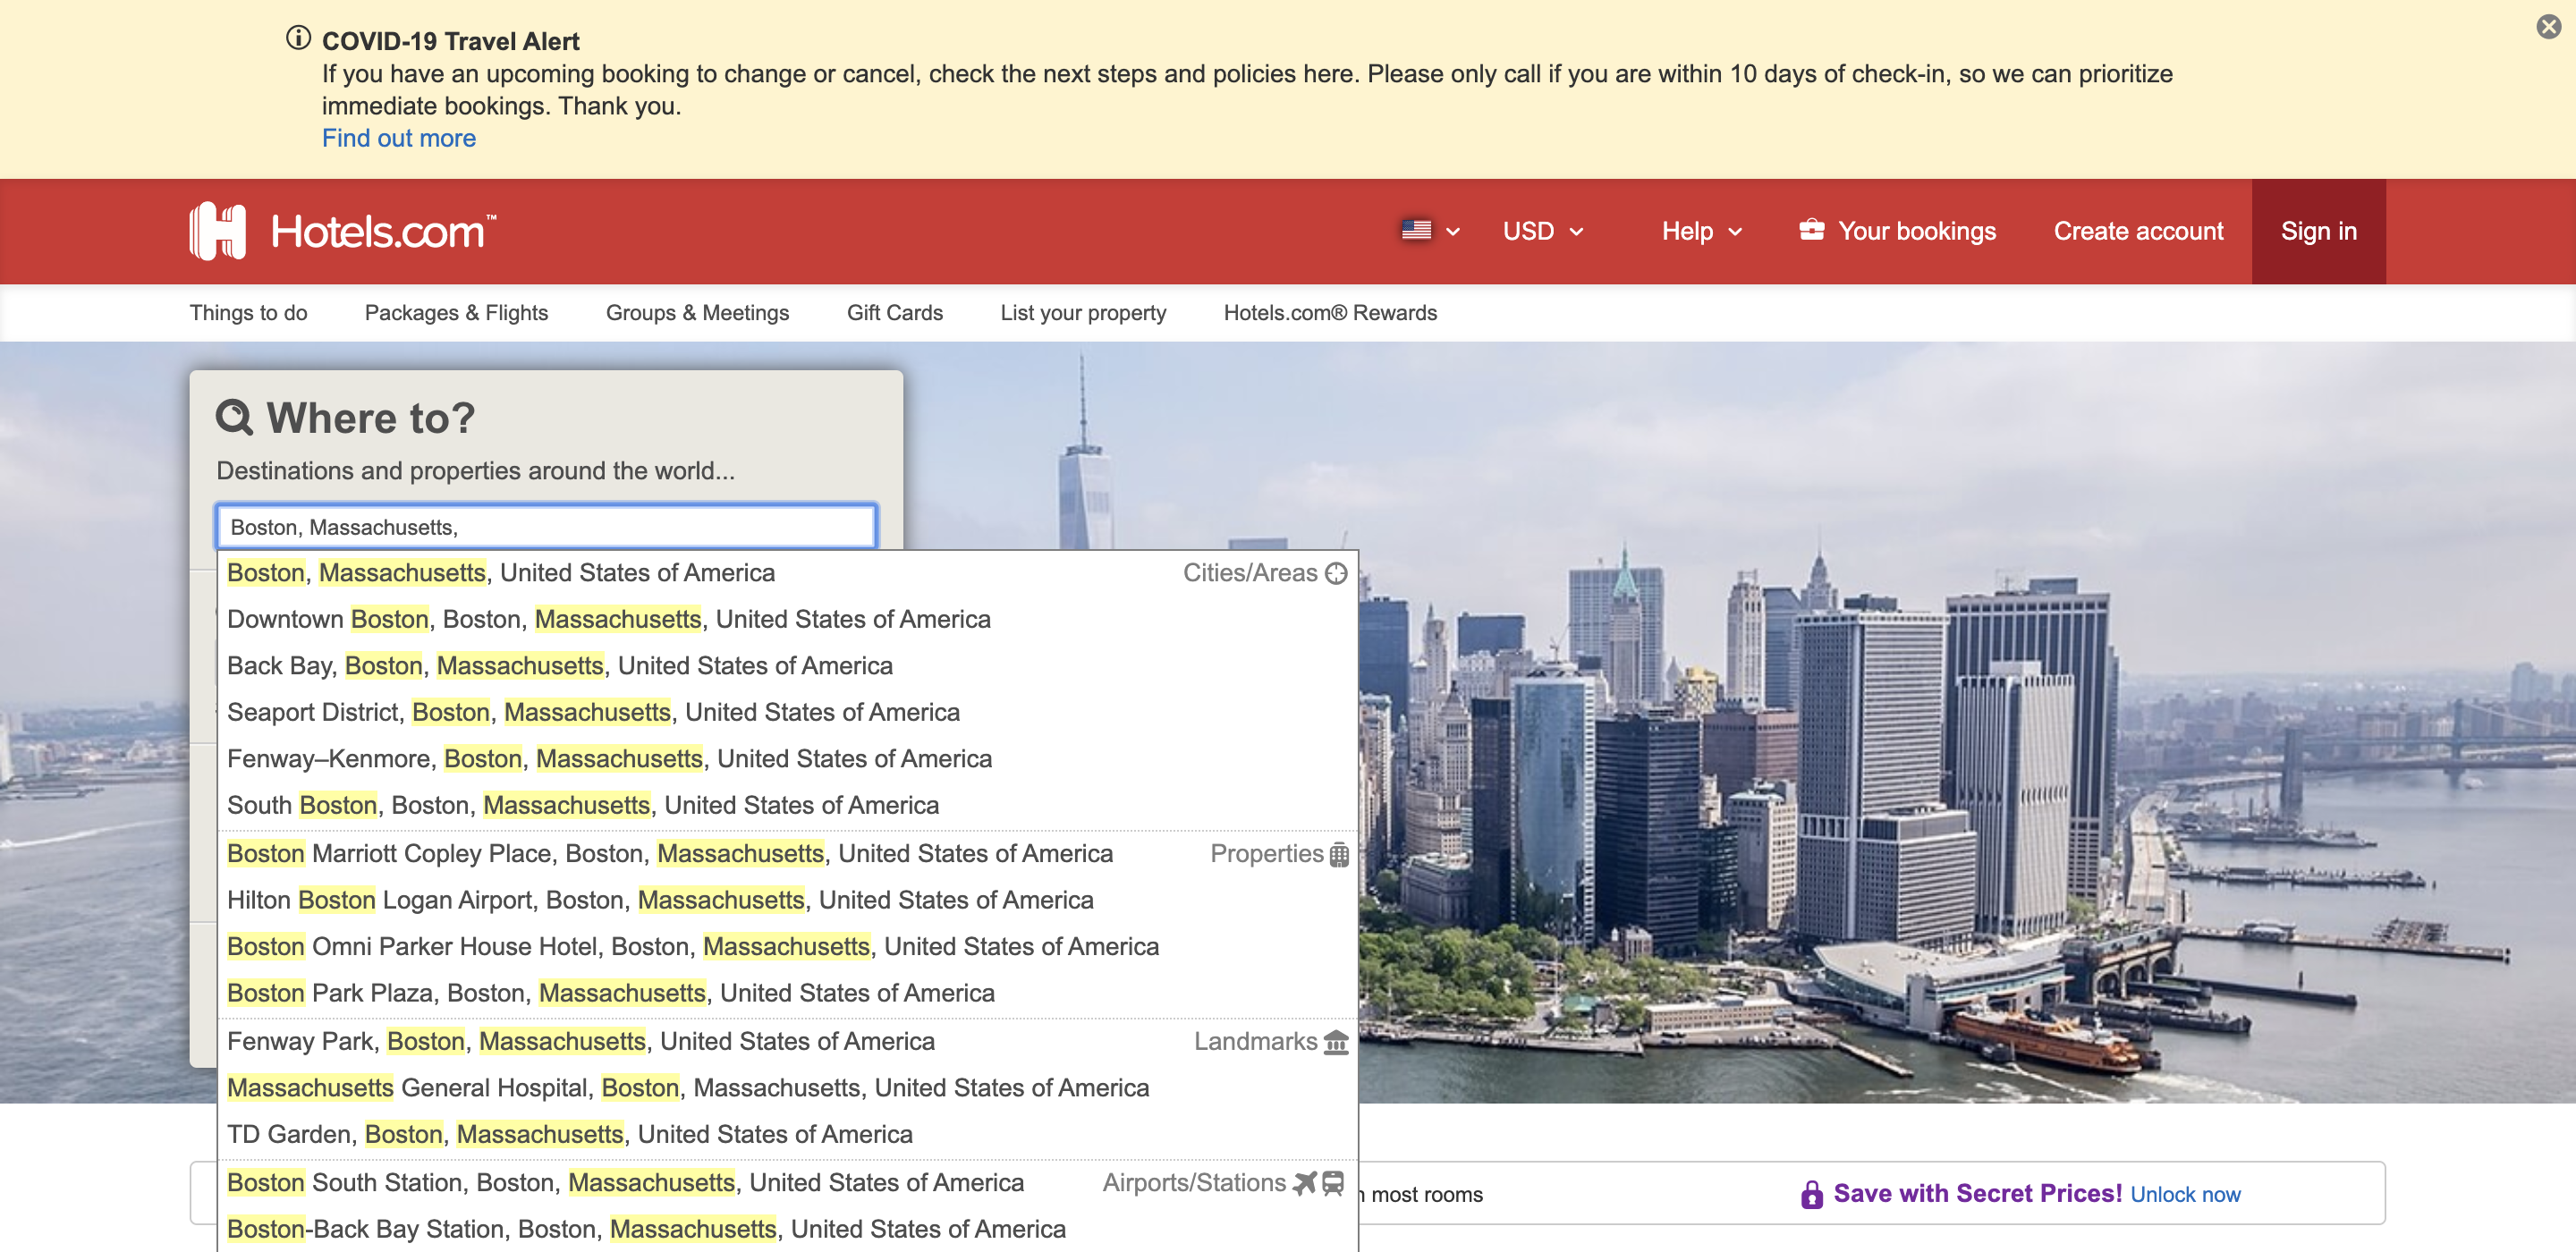 COVID-19 Travel Alert
If you have an upcoming booking to change or cancel, check the next steps and policies here. Please only call if you are within 10 days of check-in, so we can prioritize
immediate bookings. Thank you.
Find out more
Hotels.com™
USD
Help
Your bookings
Create account
Sign in
Things to do
Packages & Flights
Groups & Meetings
Gift Cards
List your property
Hotels.com® Rewards
Where to?
Destinations and properties around the world...
Boston, Massachusetts,
Boston, Massachusetts, United States of America Cities/Areas
Downtown Boston, Boston, Massachusetts, United States of America
Back Bay, Boston, Massachusetts, United States of America
Seaport District, Boston, Massachusetts, United States of America
Fenway–Kenmore, Boston, Massachusetts, United States of America
South Boston, Boston, Massachusetts, United States of America
Boston Marriott Copley Place, Boston, Massachusetts, United States of America Properties
Hilton Boston Logan Airport, Boston, Massachusetts, United States of America
Boston Omni Parker House Hotel, Boston, Massachusetts, United States of America
Boston Park Plaza, Boston, Massachusetts, United States of America
Fenway Park, Boston, Massachusetts, United States of America Landmarks
Massachusetts General Hospital, Boston, Massachusetts, United States of America
TD Garden, Boston, Massachusetts, United States of America
Boston South Station, Boston, Massachusetts, United States of America Airports/Stations
Boston-Back Bay Station, Boston, Massachusetts, United States of America
most rooms
Save with Secret Prices! Unlock now